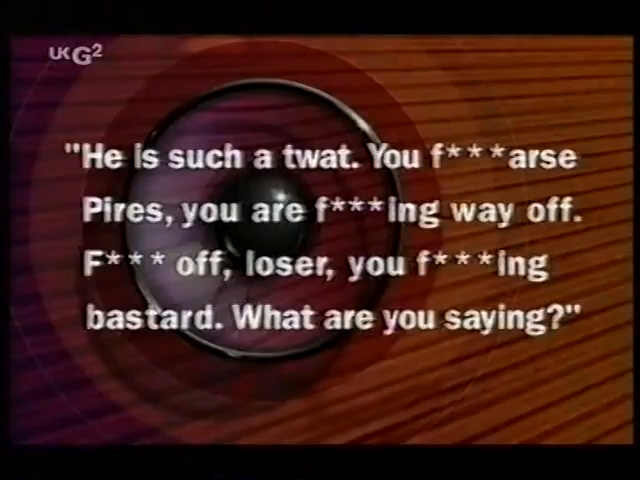 UKG2
"He is such a twat. You f***arse
Pires, you are f***ing way off.
F*** off, loser, you f***ing
bastard. What are you saying?"